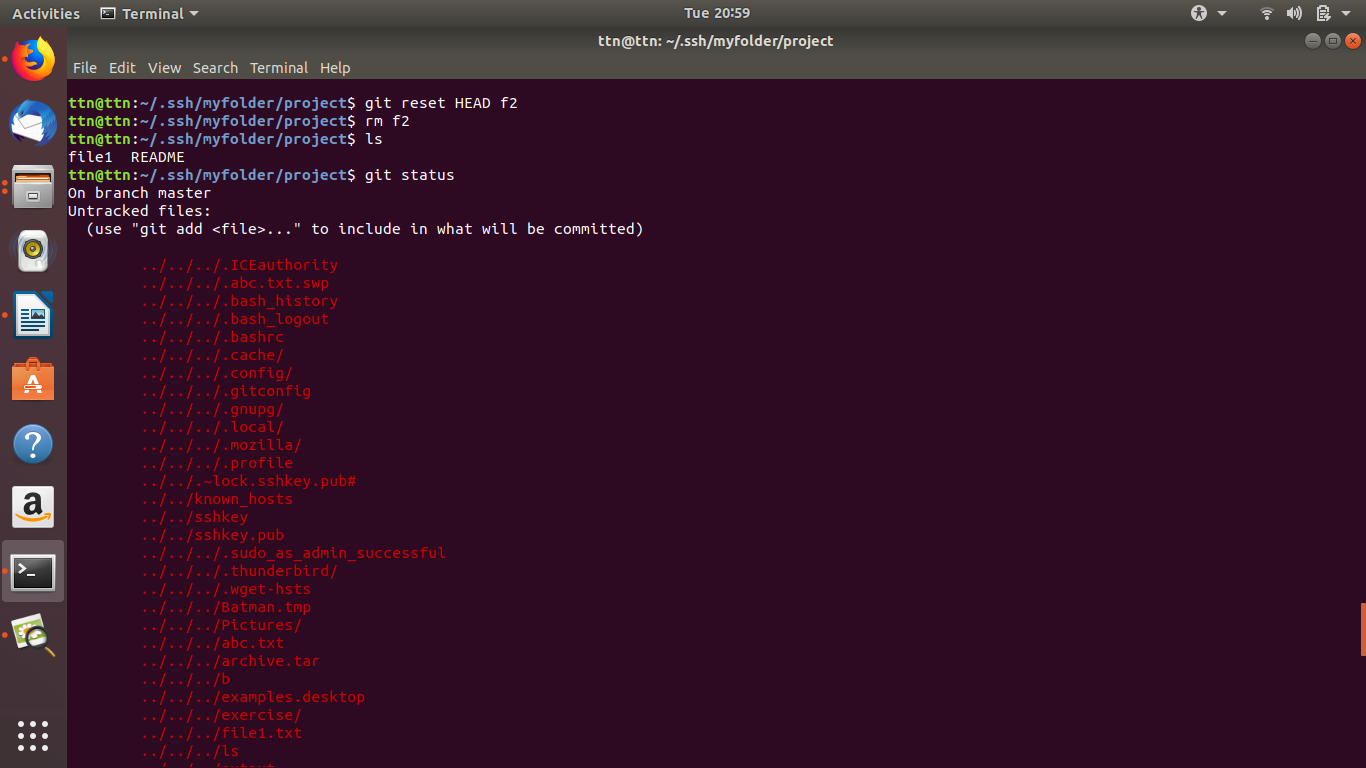 Activities Terminal Tue 20:59
ttn@ttn: ~/.ssh/myfolder/project
File Edit View Search Terminal Help
ttn@ttn:~/.ssh/myfolder/project$ git reset HEAD f2
ttn@ttn:~/.ssh/myfolder/project$ rm f2
ttn@ttn:~/.ssh/myfolder/project$ ls
file1  README
ttn@ttn:~/.ssh/myfolder/project$ git status
On branch master
Untracked files:
  (use "git add <file>..." to include in what will be committed)
../../../.ICEauthority
../../../.abc.txt.swp
../../../.bash_history
../../../.bash_logout
../../../.bashrc
../../../.cache/
../../../.config/
../../../.gitconfig
../../../.gnupg/
../../../.local/
../../../.mozilla/
../../../.profile
../../.~lock.sshkey.pub#
../../known_hosts
../../sshkey
../../sshkey.pub
../../../.sudo_as_admin_successful
../../../.thunderbird/
../../../.wget-hsts
../../../Batman.tmp
../../../Pictures/
../../../abc.txt
../../../archive.tar
../../../b
../../../examples.desktop
../../../exercise/
../../../file1.txt
../../../ls